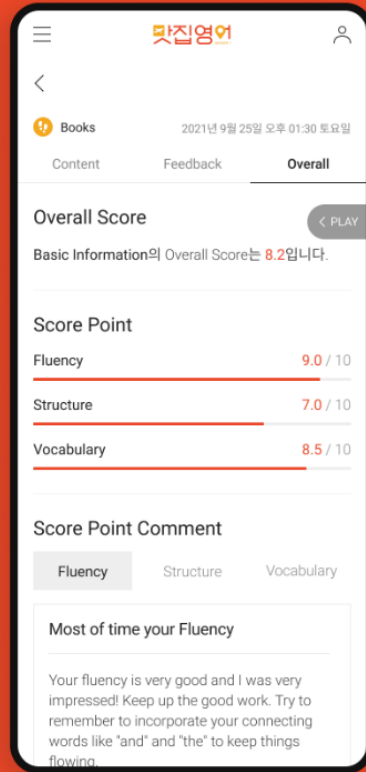 맛집영어
Books
2021년 9월 25일 오후 01:30 토요일
Content Feedback Overall
Overall Score
< PLAY
Basic Information의 Overall Score는 8.2입니다.
Score Point
Fluency 9.0 / 10
Structure 7.0 / 10
Vocabulary 8.5 / 10
Score Point Comment
Fluency Structure Vocabulary
Most of time your Fluency
Your fluency is very good and I was very
impressed! Keep up the good work. Try to
remember to incorporate your connecting
words like "and" and "the" to keep things
flowing.